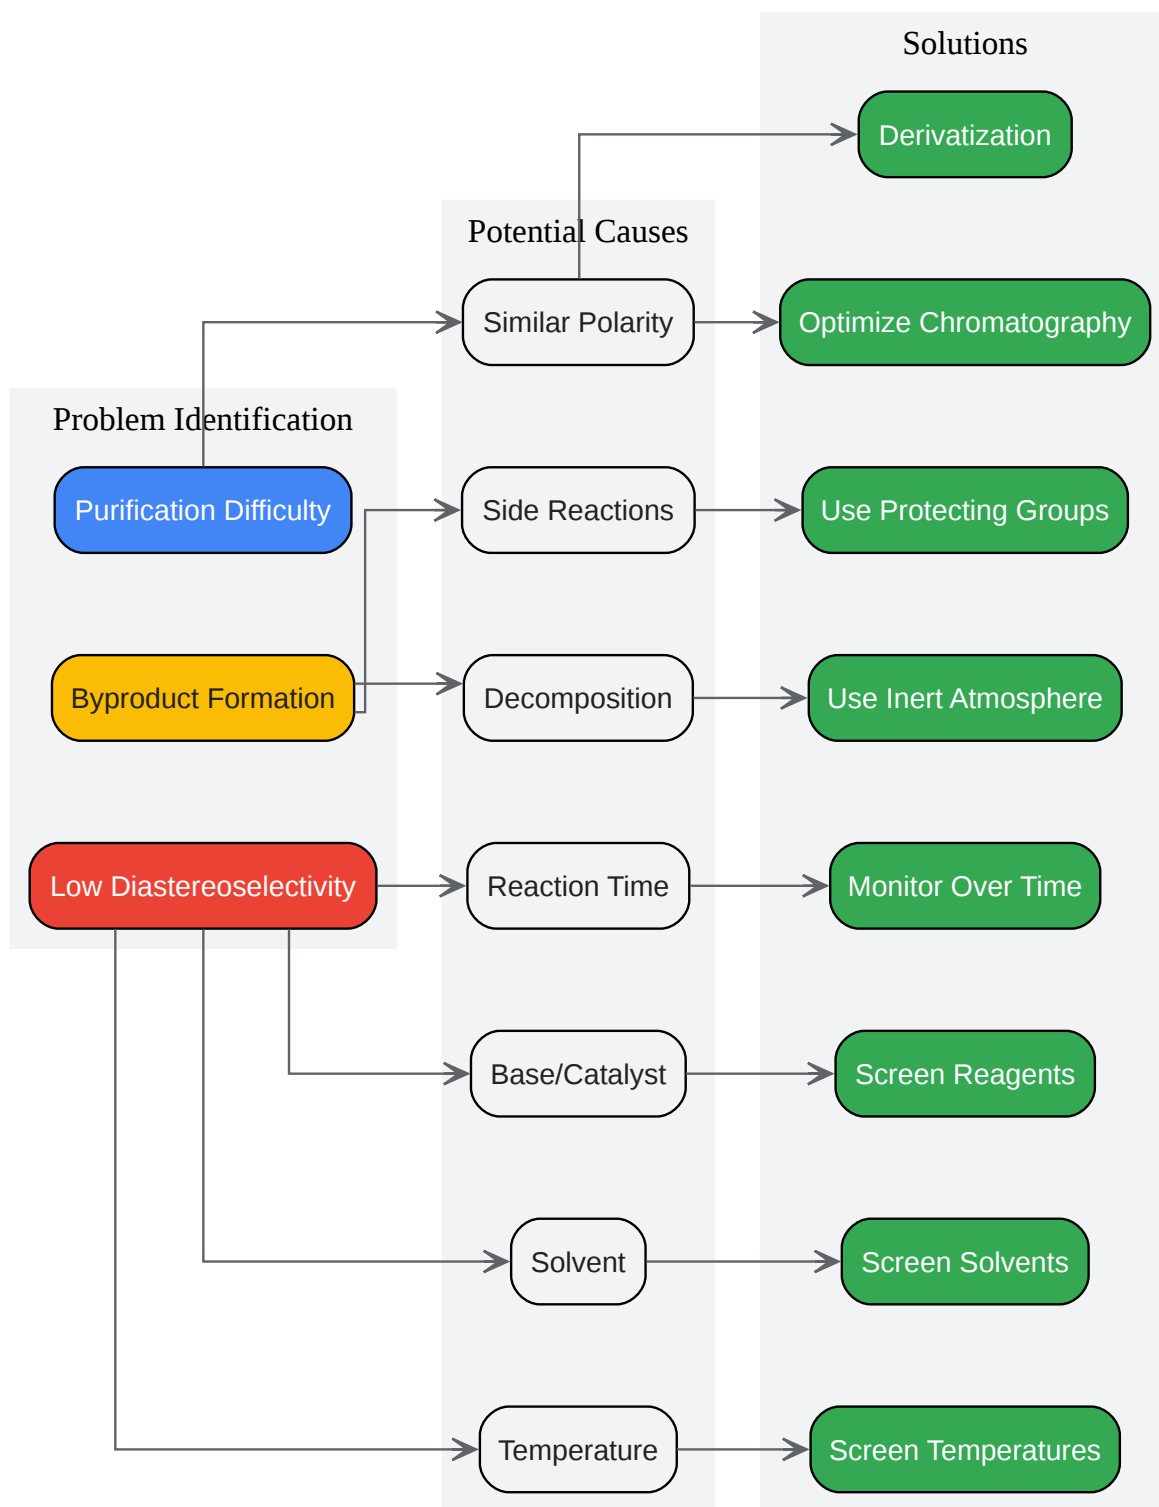 Solutions
Derivatization
Potential Causes
Similar Polarity
Optimize Chromatography
Problem Identification
Purification Difficulty
Side Reactions
Use Protecting Groups
Byproduct Formation
Decomposition
Use Inert Atmosphere
Low Diastereoselectivity
Reaction Time
Monitor Over Time
Base/Catalyst
Screen Reagents
Solvent
Screen Solvents
Temperature
Screen Temperatures